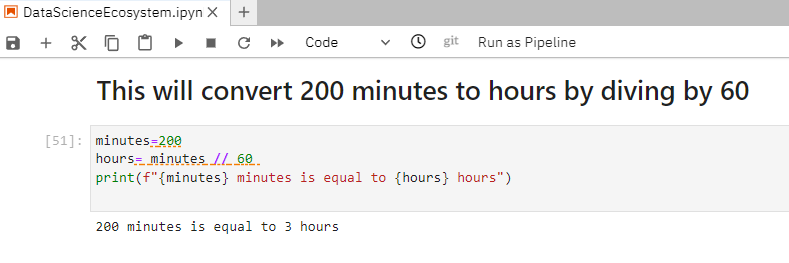 DataScienceEcosystem.ipyn
Code
git
Run as Pipeline
This will convert 200 minutes to hours by diving by 60
[51]:
minutes=200
hours= minutes // 60
print(f"{minutes} minutes is equal to {hours} hours")
200 minutes is equal to 3 hours